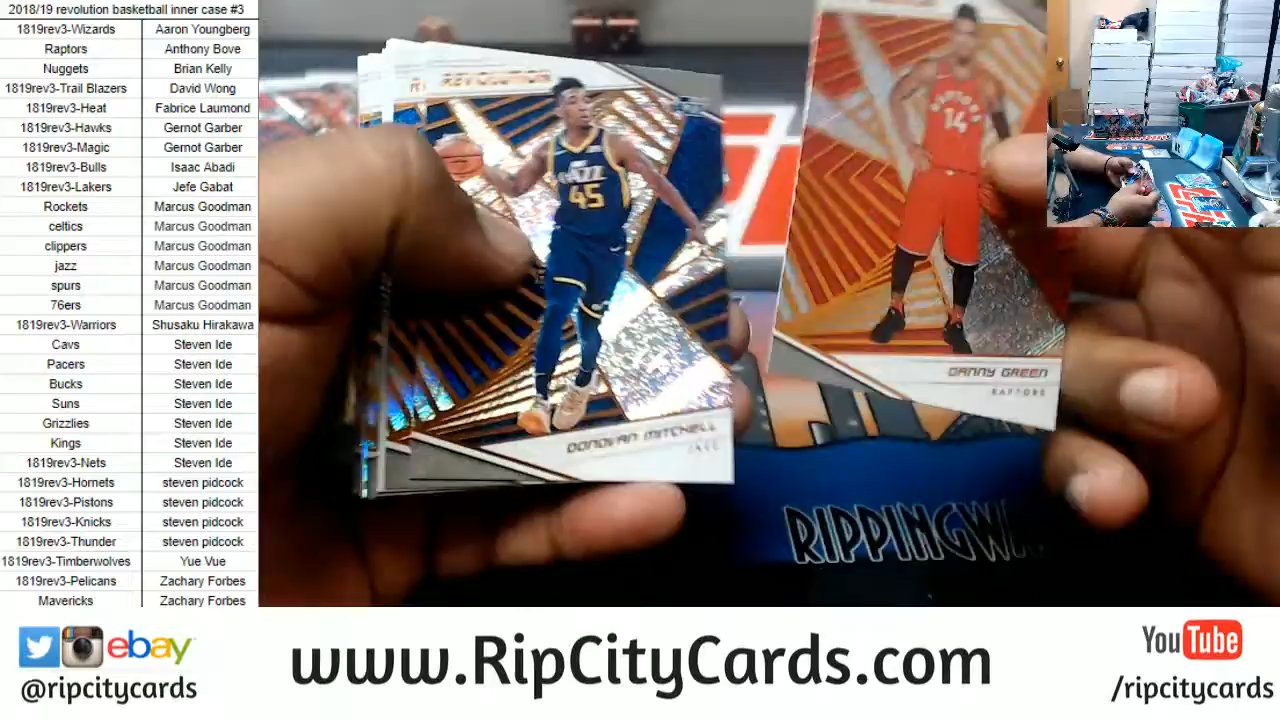 2018/19 revolution basketball inner case #3
1819rev3-Wizards Aaron Youngberg
Raptors Anthony Bove
Nuggets Brian Kelly
1819rev3-Trail Blazers David Wong
1819rev3-Heat Fabrice Laumond
1819rev3-Hawks Gernot Garber
1819rev3-Magic Gernot Garber
1819rev3-Bulls Isaac Abadi
1819rev3-Lakers Jefe Gabat
Rockets Marcus Goodman
celtics Marcus Goodman
clippers Marcus Goodman
jazz Marcus Goodman
spurs Marcus Goodman
76ers Marcus Goodman
1819rev3-Warriors Shusaku Hirakawa
Cavs Steven Ide
Pacers Steven Ide
Bucks Steven Ide
Suns Steven Ide
Grizzlies Steven Ide
Kings Steven Ide
1819rev3-Nets Steven Ide
1819rev3-Hornets steven pidcock
1819rev3-Pistons steven pidcock
1819rev3-Knicks steven pidcock
1819rev3-Thunder steven pidcock
1819rev3-Timberwolves Yue Vue
1819rev3-Pelicans Zachary Forbes
Mavericks Zachary Forbes
REVOLUTION
JAZZ
45
DONOVAN MITCHELL
JAZZ
14
DANNY GREEN
RAPTORS
RIPPINGWA
ebay
@ripcitycards
www.RipCityCards.com
YouTube
/ripcitycards